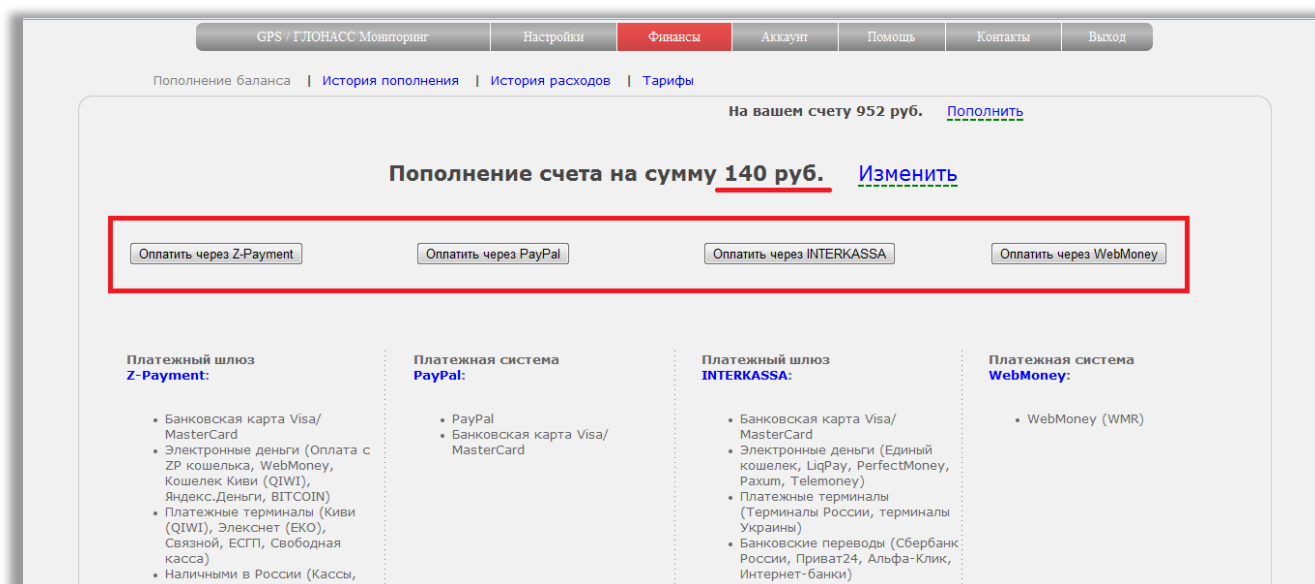 GPS / ГЛОНАСС Мониторинг Настройки Финансы Аккаунт Помощь Контакты Выход
Пополнение баланса | История пополнения | История расходов | Тарифы
На вашем счету 952 руб. Пополнить
Пополнение счета на сумму 140 руб. Изменить
Оплатить через Z-Payment Оплатить через PayPal Оплатить через INTERKASSA Оплатить через WebMoney
Платежный шлюз
Z-Payment:
• Банковская карта Visa/
MasterCard
• Электронные деньги (Оплата с
ZP кошелька, WebMoney,
Кошелек Киви (QIWI),
Яндекс.Деньги, BITCOIN)
• Платежные терминалы (Киви
(QIWI), Элекснет (ЕКО),
Связной, ЕСГП, Свободная
касса)
• Наличными в России (Кассы,
Платежная система
PayPal:
• PayPal
• Банковская карта Visa/
MasterCard
Платежный шлюз
INTERKASSA:
• Банковская карта Visa/
MasterCard
• Электронные деньги (Единый
кошелек, LiqPay, PerfectMoney,
Paxum, Telemoney)
• Платежные терминалы
(Терминалы России, терминалы
Украины)
• Банковские переводы (Сбербанк
России, Приват24, Альфа-Клик,
Интернет-банки)
Платежная система
WebMoney:
• WebMoney (WMR)